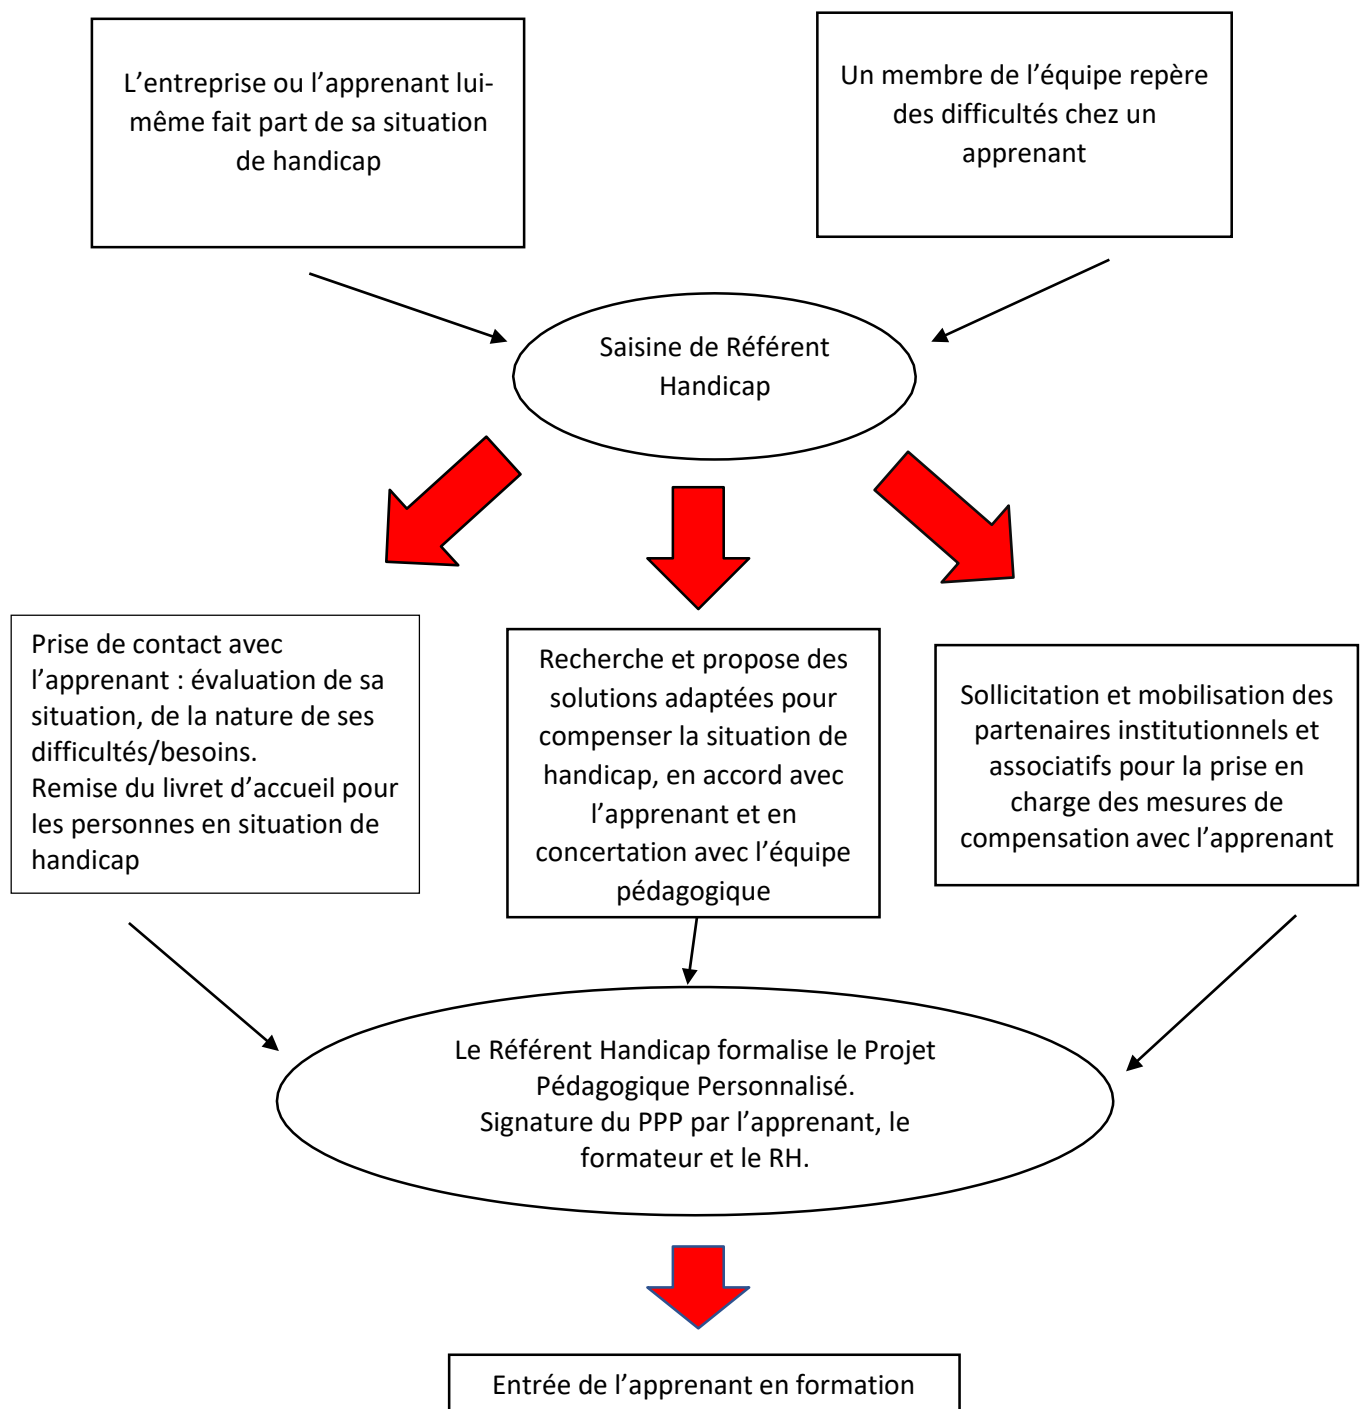 L’entreprise ou l’apprenant lui-
même fait part de sa situation
de handicap
Un membre de l’équipe repère
des difficultés chez un
apprenant
Saisine de Référent
Handicap
Prise de contact avec
l’apprenant : évaluation de sa
situation, de la nature de ses
difficultés/besoins.
Remise du livret d’accueil pour
les personnes en situation de
handicap
Recherche et propose des
solutions adaptées pour
compenser la situation de
handicap, en accord avec
l’apprenant et en
concertation avec l’équipe
pédagogique
Sollicitation et mobilisation des
partenaires institutionnels et
associatifs pour la prise en
charge des mesures de
compensation avec l’apprenant
Le Référent Handicap formalise le Projet
Pédagogique Personnalisé.
Signature du PPP par l’apprenant, le
formateur et le RH.
Entrée de l’apprenant en formation